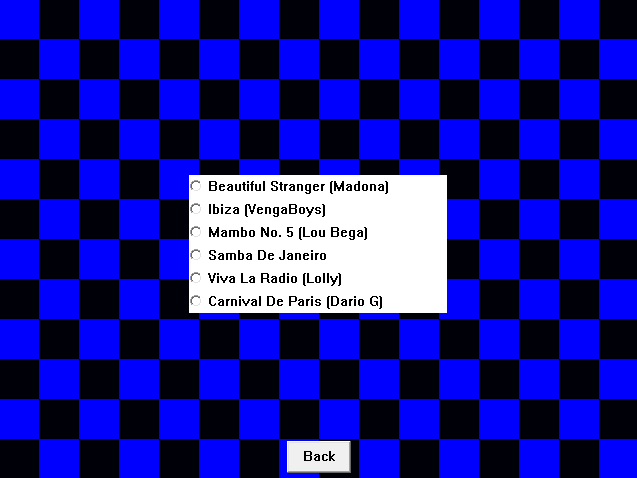 Beautiful Stranger (Madona)
Ibiza (VengaBoys)
Mambo No. 5 (Lou Bega)
Samba De Janeiro
Viva La Radio (Lolly)
Carnival De Paris (Dario G)
Back